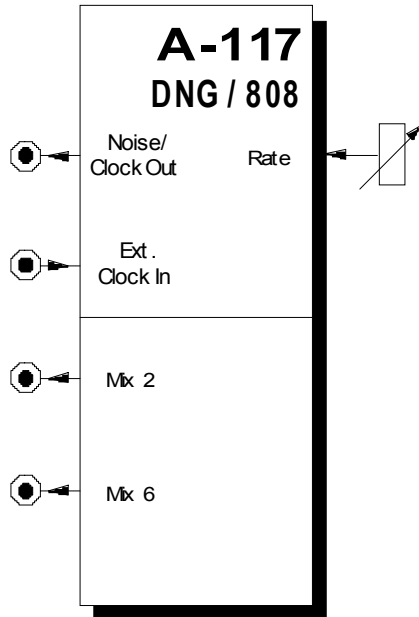 A-117
DNG / 808
Noise/
Clock Out
Rate
Ext.
Clock In
Mix 2
Mix 6